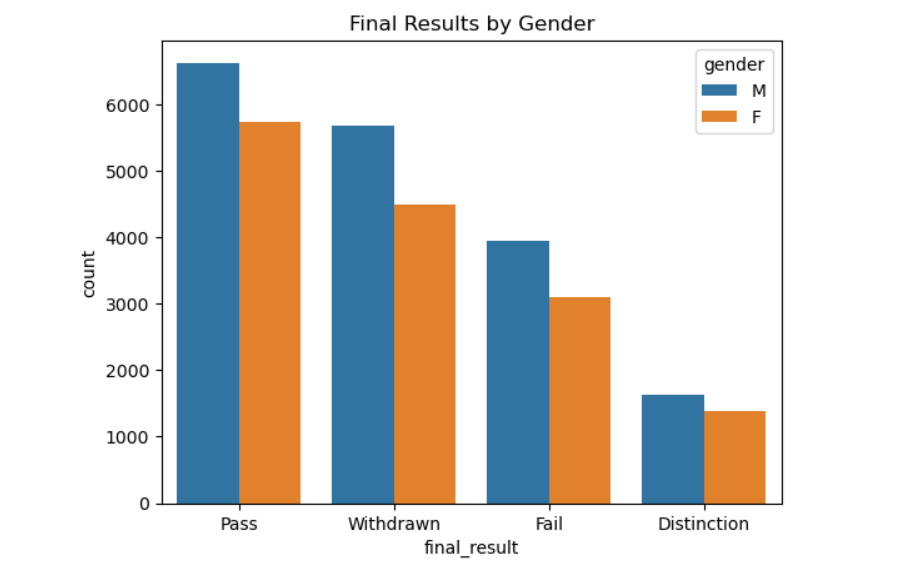 Final Results by Gender
gender
M
F
6000
5000
4000
3000
2000
1000
0
count
Pass Withdrawn Fail Distinction
final_result